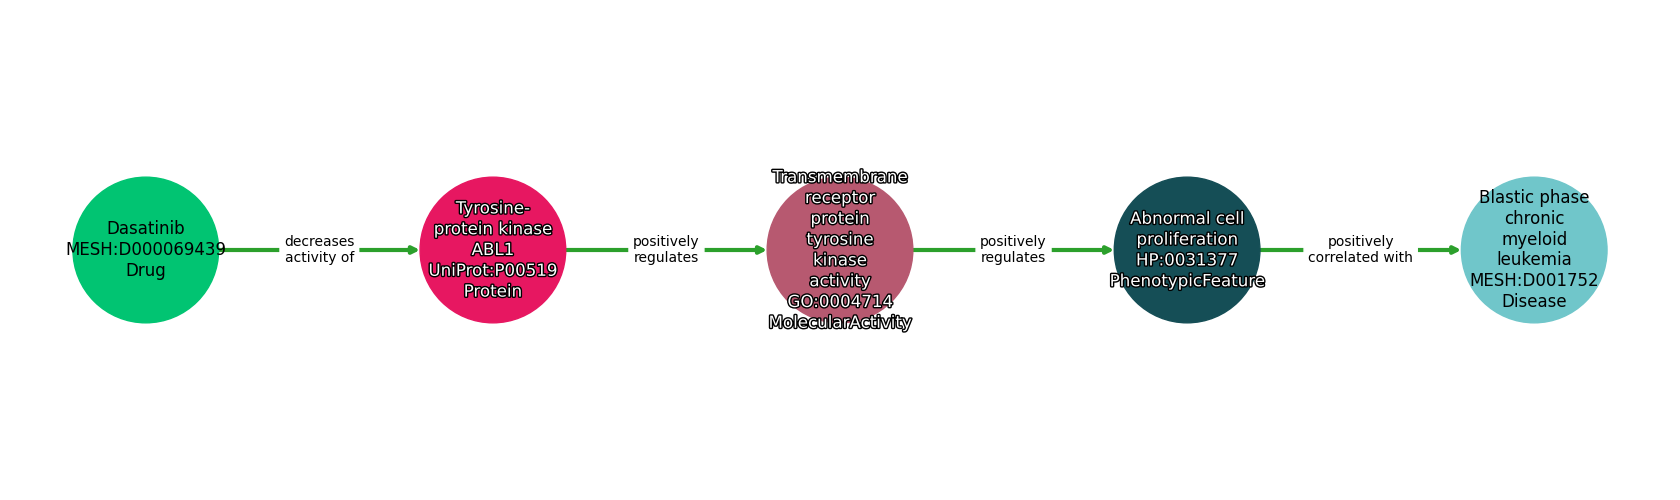 Dasatinib
MESH:D000069439
Drug
decreases
activity of
Tyrosine-
protein kinase
ABL1
UniProt:P00519
Protein
positively
regulates
Transmembrane
receptor
protein
tyrosine
kinase
activity
GO:0004714
MolecularActivity
positively
regulates
Abnormal cell
proliferation
HP:0031377
PhenotypicFeature
positively
correlated with
Blastic phase
chronic
myeloid
leukemia
MESH:D001752
Disease